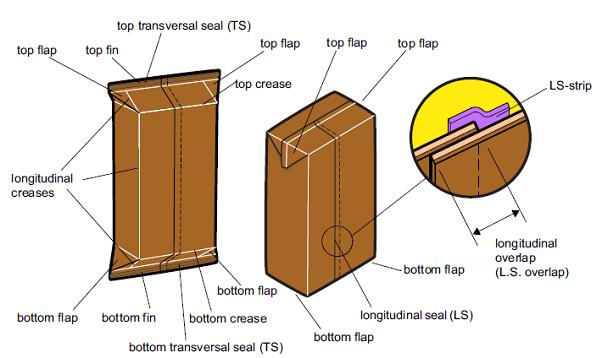 top transversal seal (TS)
top flap
top fin
top flap
top crease
longitudinal
creases
bottom flap
bottom flap
bottom fin
bottom crease
bottom transversal seal (TS)
top flap
top flap
LS-strip
longitudinal
overlap
(L.S. overlap)
bottom flap
longitudinal seal (LS)
bottom flap